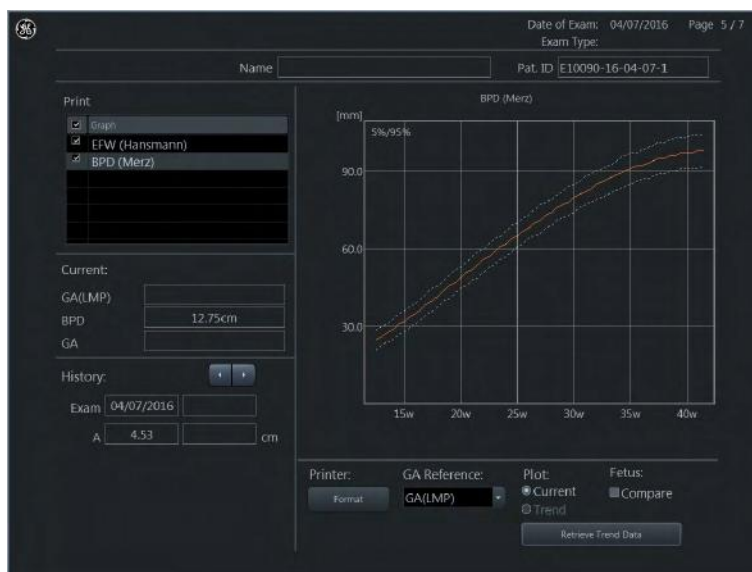 Date of Exam: 04/07/2016 Page 5 / 7
Exam Type:
Name
Pat. ID E10090-16-04-07-1
Print
Graph
EFW (Hansmann)
BPD (Merz)
Current:
GA(LMP)
BPD 12.75cm
GA
History:
Exam 04/07/2016
A 4.53 cm
BPD (Merz)
[mm]
5%/95%
90.0
60.0
30.0
15w 20w 25w 30w 35w 40w
Printer: GA Reference: Plot: Fetus:
Format GA(LMP) Current Compare
Trend
Retrieve Trend Data